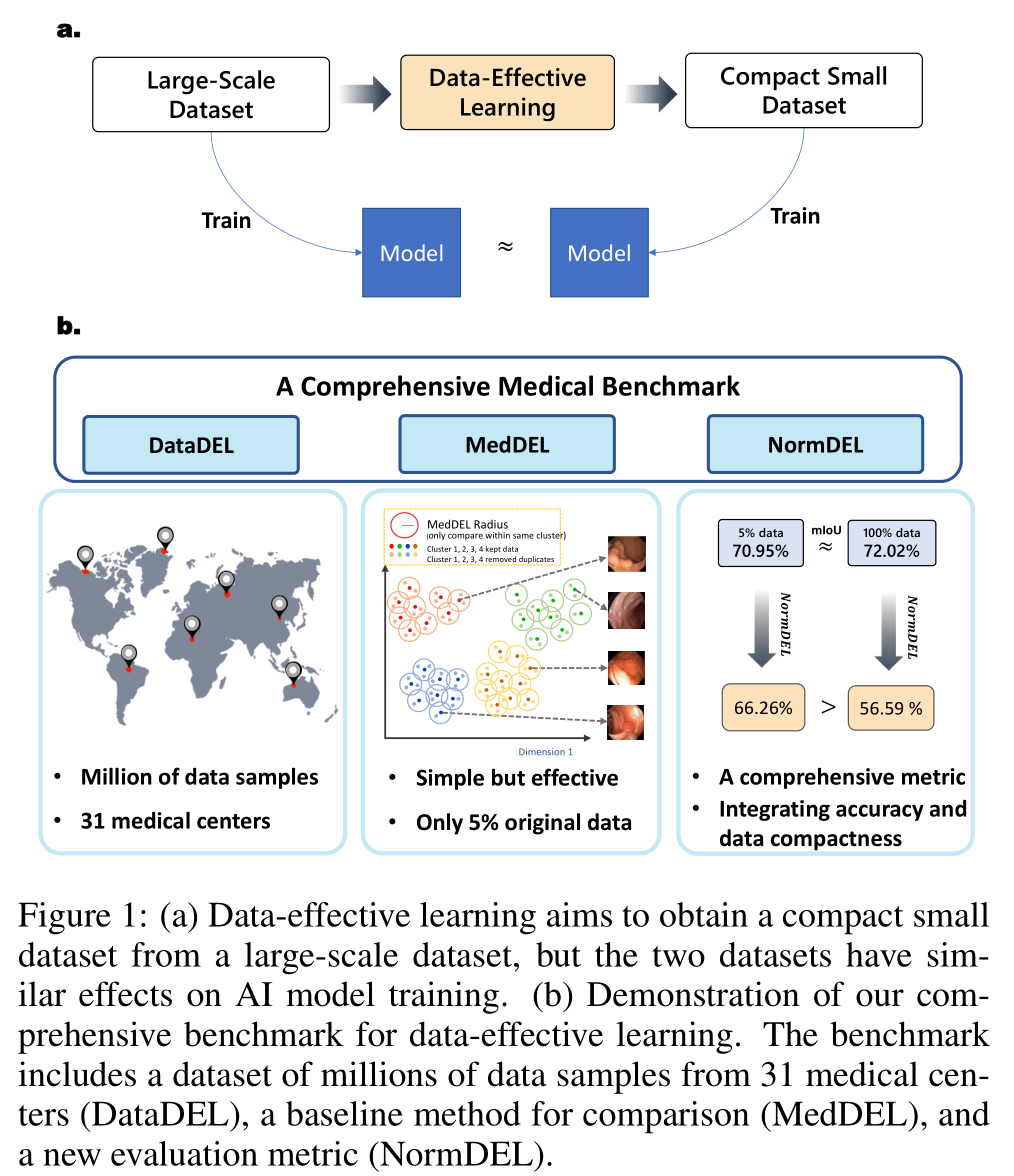 a.
Large-Scale
Dataset
Data-Effective
Learning
Compact Small
Dataset
Train
Train
Model
≈
Model
b.
A Comprehensive Medical Benchmark
DataDEL
MedDEL
NormDEL
MedDEL Radius
(only compare within same cluster)
Cluster 1, 2, 3, 4 kept data
Cluster 1, 2, 3, 4 removed duplicates
Dimension 1
5% data
70.95%
mIoU
≈
100% data
72.02%
NormDEL
NormDEL
66.26%
>
56.59 %
• Million of data samples
• 31 medical centers
• Simple but effective
• Only 5% original data
• A comprehensive metric
• Integrating accuracy and
data compactness
Figure 1: (a) Data-effective learning aims to obtain a compact small
dataset from a large-scale dataset, but the two datasets have sim-
ilar effects on AI model training. (b) Demonstration of our com-
prehensive benchmark for data-effective learning. The benchmark
includes a dataset of millions of data samples from 31 medical cen-
ters (DataDEL), a baseline method for comparison (MedDEL), and
a new evaluation metric (NormDEL).